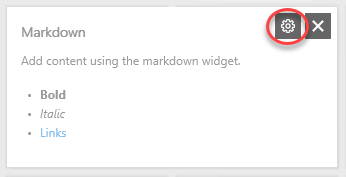 Markdown
Add content using the markdown widget.
• Bold
• Italic
• Links